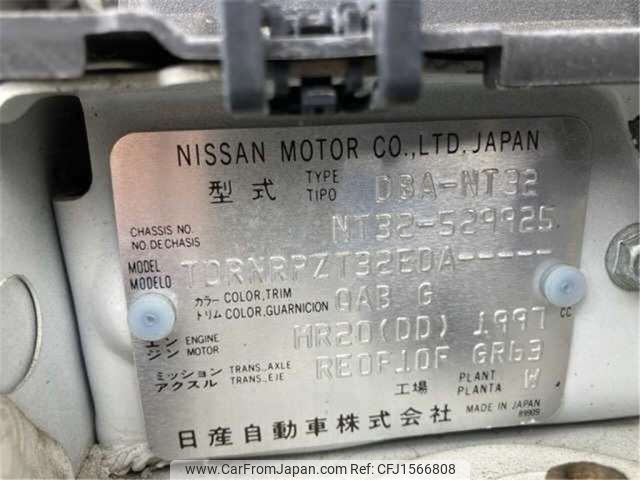 NISSAN MOTOR CO.,LTD.JAPAN
型式 TYPE TIPO DBA-NT32
CHASSIS NO. NO.DE CHASIS NT32-529925
MODEL MODELO TDRNRPZT32EDA-----
カラー COLOR,TRIM トリム COLOR,GUARNICION QAB G
エンジン ENGINE MOTOR MR20(DD) 1997 CC
ミッション TRANS.,AXLE アクスル TRANS.,EJE RE0F10F GR63
工場 PLANT PLANTA W
日産自動車株式会社 MADE IN JAPAN
www.CarFromJapan.com - CFJ1566808